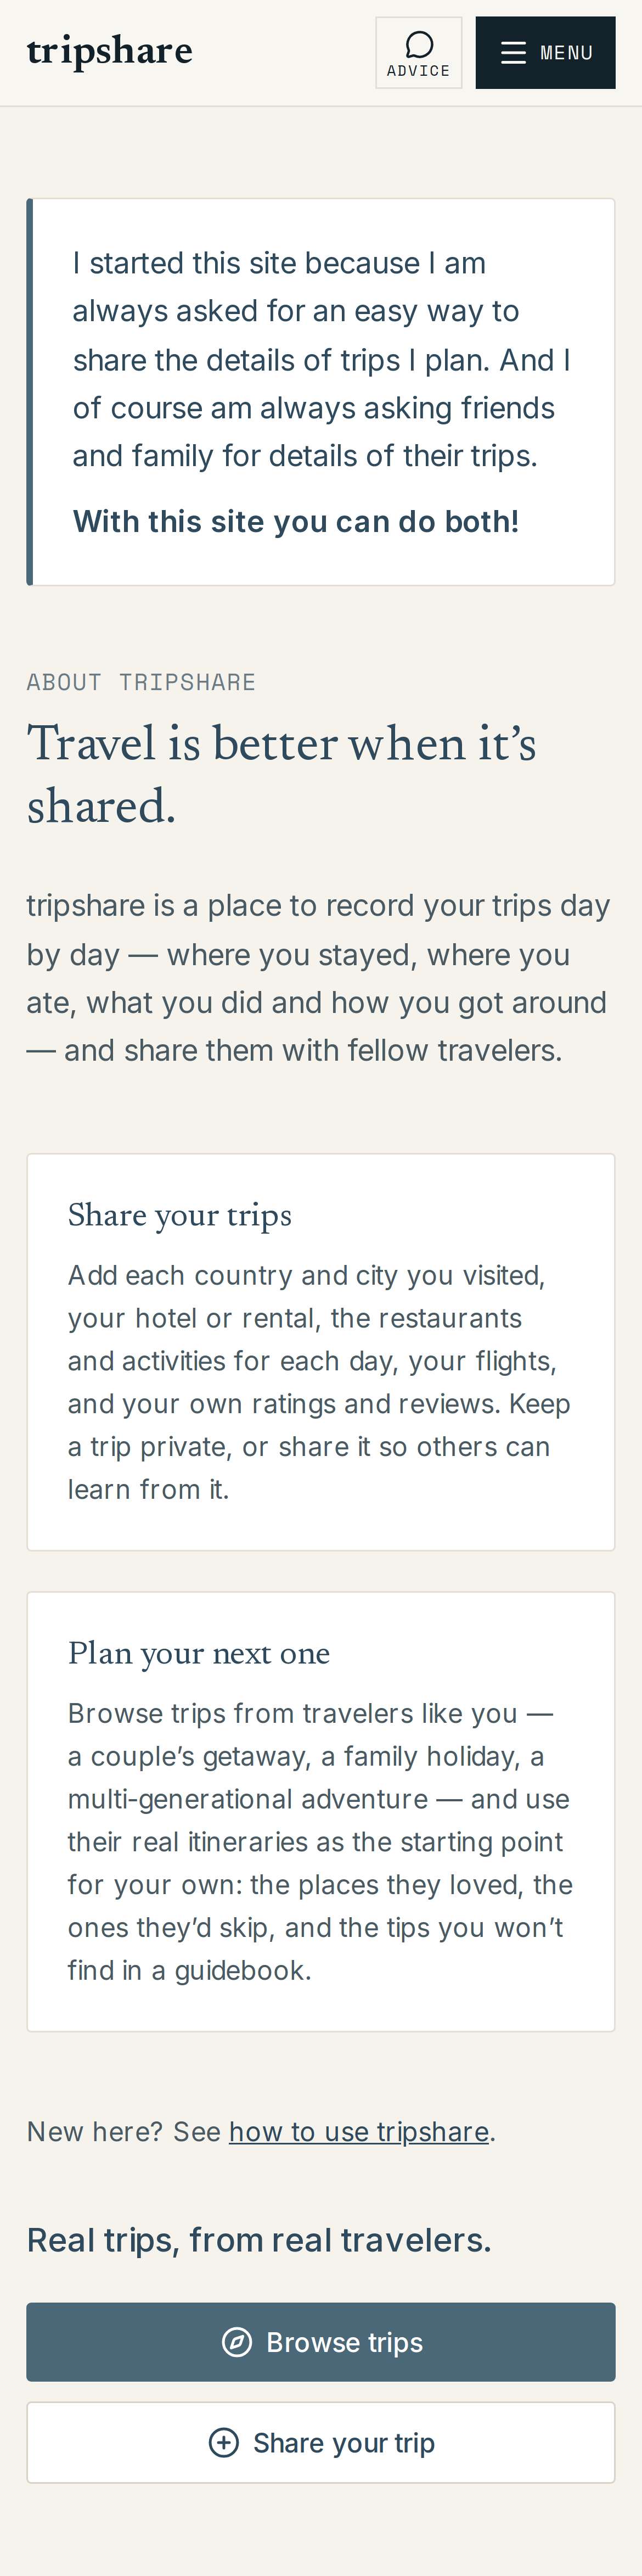 tripshare
ADVICE
MENU
I started this site because I am
always asked for an easy way to
share the details of trips I plan. And I
of course am always asking friends
and family for details of their trips.
With this site you can do both!
ABOUT TRIPSHARE
Travel is better when it’s
shared.
tripshare is a place to record your trips day
by day — where you stayed, where you
ate, what you did and how you got around
— and share them with fellow travelers.
Share your trips
Add each country and city you visited,
your hotel or rental, the restaurants
and activities for each day, your flights,
and your own ratings and reviews. Keep
a trip private, or share it so others can
learn from it.
Plan your next one
Browse trips from travelers like you —
a couple’s getaway, a family holiday, a
multi-generational adventure — and use
their real itineraries as the starting point
for your own: the places they loved, the
ones they’d skip, and the tips you won’t
find in a guidebook.
New here? See how to use tripshare.
Real trips, from real travelers.
Browse trips
Share your trip